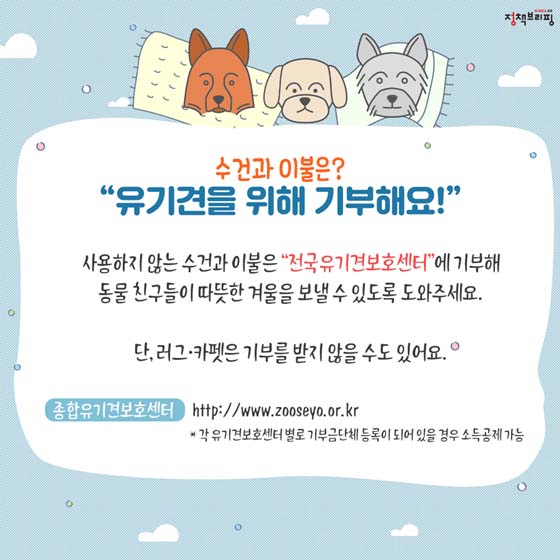 정책브리핑
수건과 이불은?
“유기견을 위해 기부해요!”
사용하지 않는 수건과 이불은 “전국유기견보호센터”에 기부해
동물 친구들이 따뜻한 겨울을 보낼 수 있도록 도와주세요.
단, 러그·카펫은 기부를 받지 않을 수도 있어요.
종합유기견보호센터 http://www.zooseyo.or.kr
* 각 유기견보호센터 별로 기부금단체 등록이 되어 있을 경우 소득공제 가능